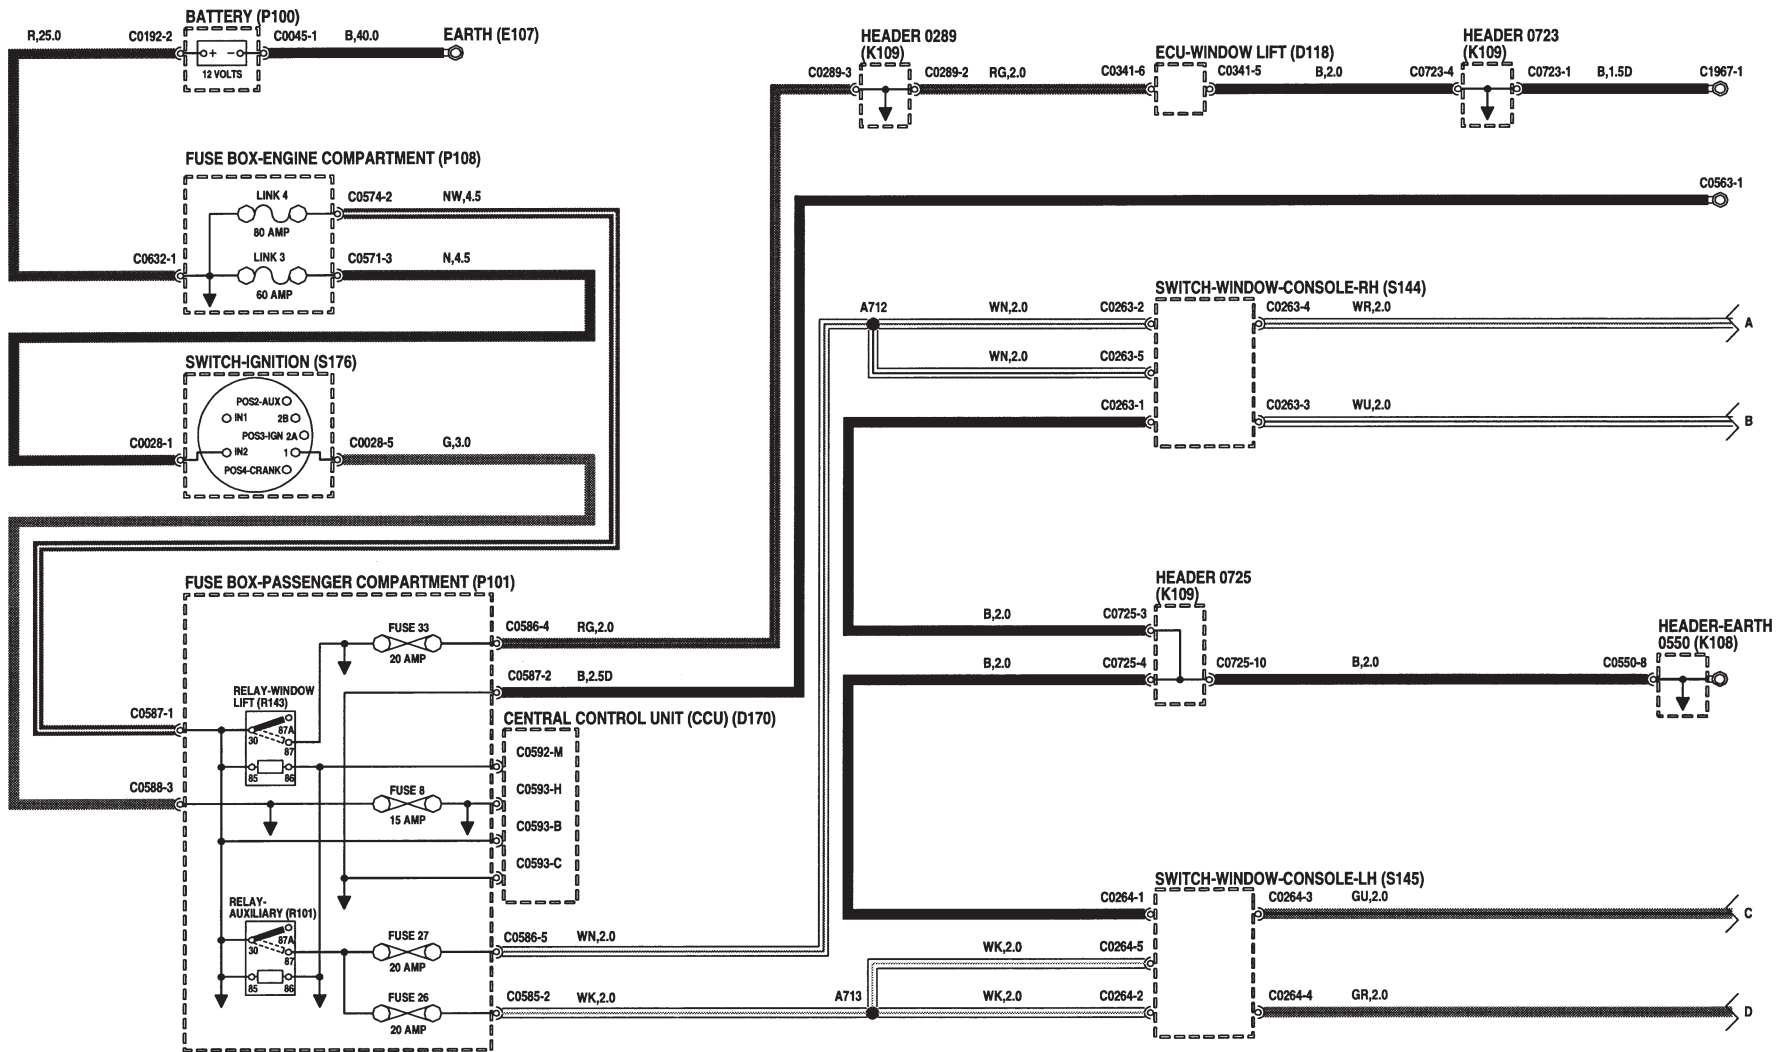 BATTERY (P100)
R,25.0
C0192-2
C0045-1
B,40.0
EARTH (E107)
+ -
12 VOLTS
HEADER 0289
(K109)
C0289-3
C0289-2
RG,2.0
C0341-6
ECU-WINDOW LIFT (D118)
C0341-5
B,2.0
C0723-4
HEADER 0723
(K109)
C0723-1
B,1.5D
C1967-1
FUSE BOX-ENGINE COMPARTMENT (P108)
LINK 4
80 AMP
C0574-2
NW,4.5
C0632-1
LINK 3
60 AMP
C0571-3
N,4.5
C0563-1
SWITCH-IGNITION (S176)
POS2-AUX
IN1
2B
POS3-IGN 2A
IN2
1
POS4-CRANK
C0028-1
C0028-5
G,3.0
A712
WN,2.0
C0263-2
SWITCH-WINDOW-CONSOLE-RH (S144)
C0263-4
WR,2.0
A
WN,2.0
C0263-5
C0263-1
C0263-3
WU,2.0
B
FUSE BOX-PASSENGER COMPARTMENT (P101)
FUSE 33
20 AMP
C0586-4
RG,2.0
C0587-2
B,2.5D
RELAY-WINDOW
LIFT (R143)
87A
30
87
85
86
C0587-1
C0588-3
CENTRAL CONTROL UNIT (CCU) (D170)
C0592-M
C0593-H
C0593-B
C0593-C
FUSE 8
15 AMP
RELAY-
AUXILIARY (R101)
87A
30
87
85
86
FUSE 27
20 AMP
C0586-5
WN,2.0
FUSE 26
20 AMP
C0585-2
WK,2.0
HEADER 0725
(K109)
B,2.0
C0725-3
B,2.0
C0725-4
C0725-10
B,2.0
C0550-8
HEADER-EARTH
0550 (K108)
SWITCH-WINDOW-CONSOLE-LH (S145)
C0264-1
C0264-3
GU,2.0
C
WK,2.0
C0264-5
A713
WK,2.0
C0264-2
C0264-4
GR,2.0
D